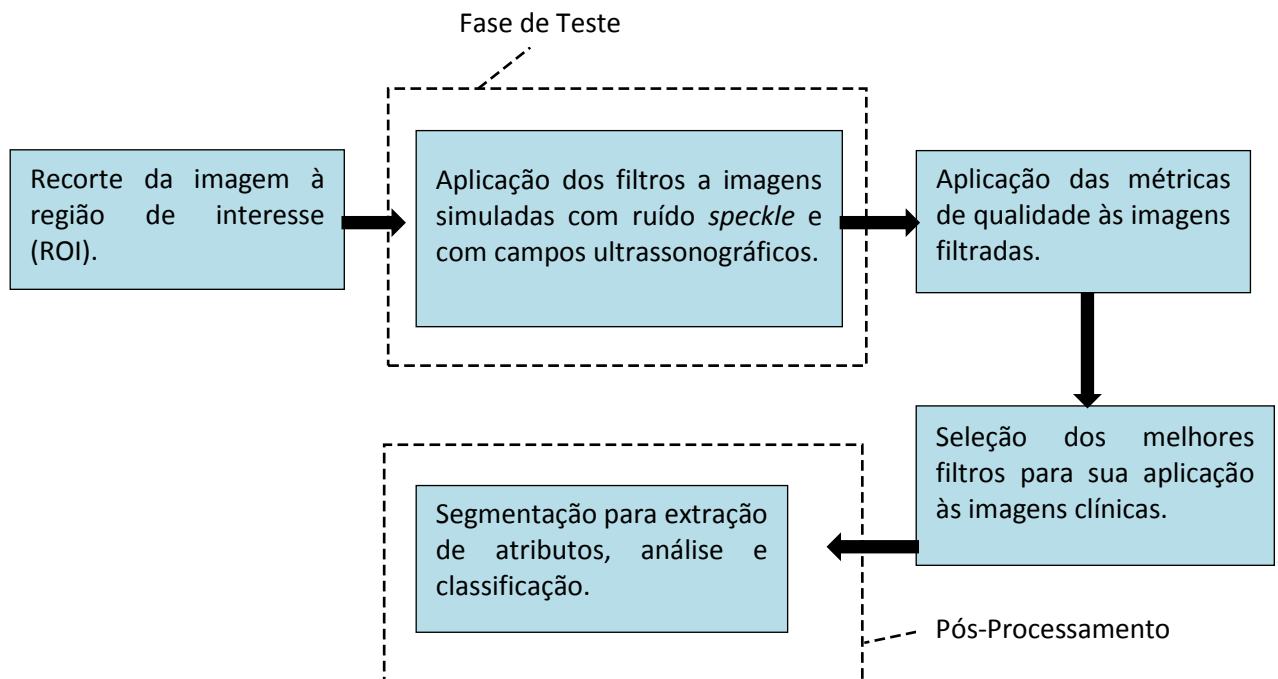 Fase de Teste
Recorte da imagem à
região de interesse
(ROI).
Aplicação dos filtros a imagens
simuladas com ruído speckle e
com campos ultrassonográficos.
Aplicação das métricas
de qualidade às imagens
filtradas.
Seleção dos melhores
filtros para sua aplicação
às imagens clínicas.
Segmentação para extração
de atributos, análise e
classificação.
Pós-Processamento